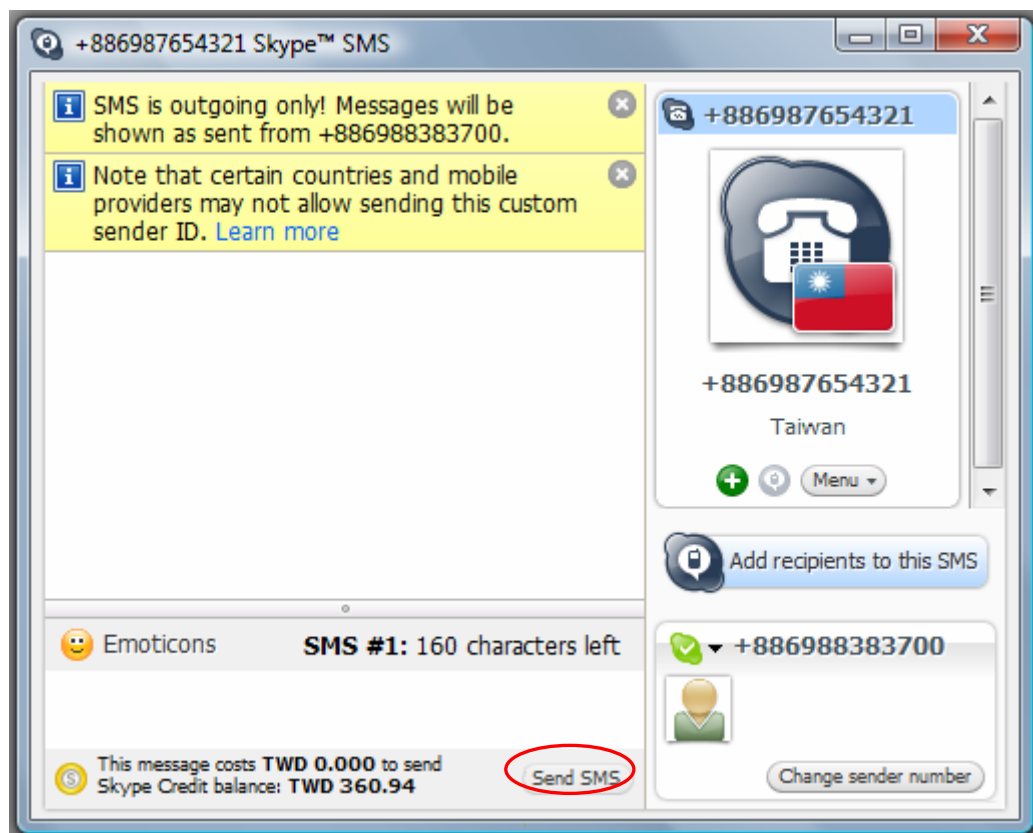 +886987654321 Skype™ SMS
SMS is outgoing only! Messages will be
shown as sent from +886988383700.
Note that certain countries and mobile
providers may not allow sending this custom
sender ID. Learn more
+886987654321
+886987654321
Taiwan
Menu
Add recipients to this SMS
Emoticons
SMS #1: 160 characters left
+886988383700
This message costs TWD 0.000 to send
Skype Credit balance: TWD 360.94
Send SMS
Change sender number